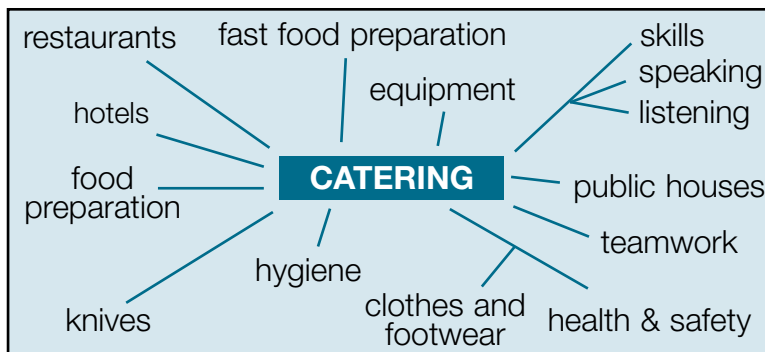 restaurants
fast food preparation
skills
speaking
listening
equipment
hotels
food
preparation
CATERING
public houses
teamwork
hygiene
knives
clothes and
footwear
health & safety